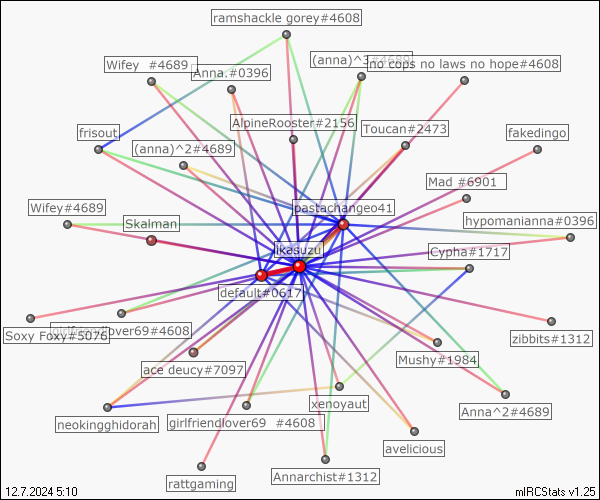 ramshackle gorey#4608
Wifey  #4689
Anna.#0396
(anna)^3#4689
no cops no laws no hope#4608
frisout
AlpineRooster#2156
Toucan#2473
fakedingo
(anna)^2#4689
Mad #6901
Wifey#4689
Skalman
pastachangeo41
hypomanianna#0396
ikasuzu
Cypha#1717
default#0617
Soxy Foxy#5076
girlfriendlover69#4608
zibbits#1312
ace deucy#7097
Mushy#1984
neokingghidorah
girlfriendlover69  #4608
xenoyaut
Anna^2#4689
avelicious
rattgaming
Annarchist#1312
12.7.2024 5:10
mIRCStats v1.25